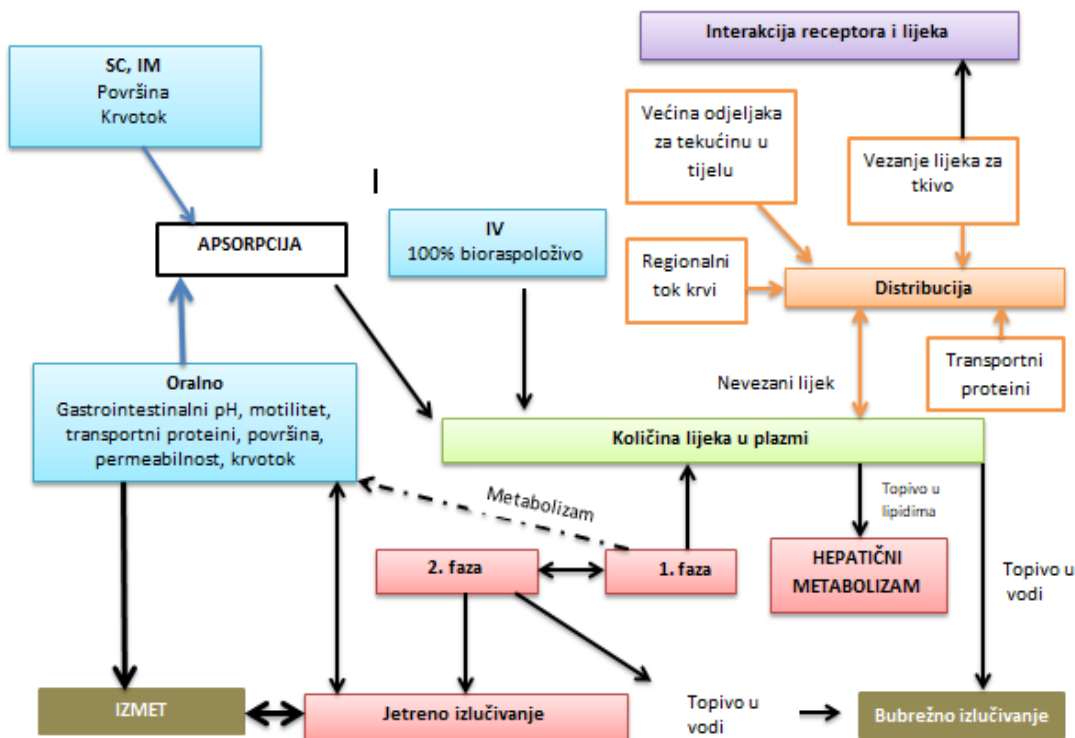 Interakcija receptora i lijeka
SC, IM
Površina
Krvotok
Većina odjeljaka
za tekućinu u
tijelu
Vezanje lijeka za
tkivo
APSORPCIJA
IV
100% bioraspoloživo
Regionalni
tok krvi
Distribucija
Transportni
proteini
Nevezani lijek
Oralno
Gastrointestinalni pH, motilitet,
transportni proteini, površina,
permeabilnost, krvotok
Količina lijeka u plazmi
Metabolizam
Topivo u
lipidima
2. faza
1. faza
HEPATIČNI
METABOLIZAM
Topivo u
vodi
IZMET
Jetreno izlučivanje
Topivo u
vodi
Bubrežno izlučivanje